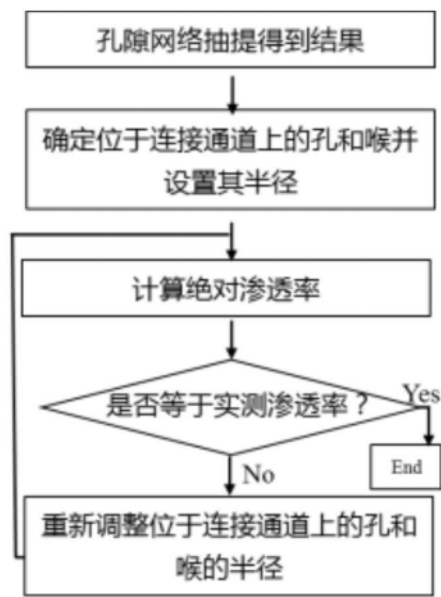 孔隙网络抽提得到结果
确定位于连接通道上的孔和喉并
设置其半径
计算绝对渗透率
是否等于实测渗透率？
Yes
End
No
重新调整位于连接通道上的孔和
喉的半径